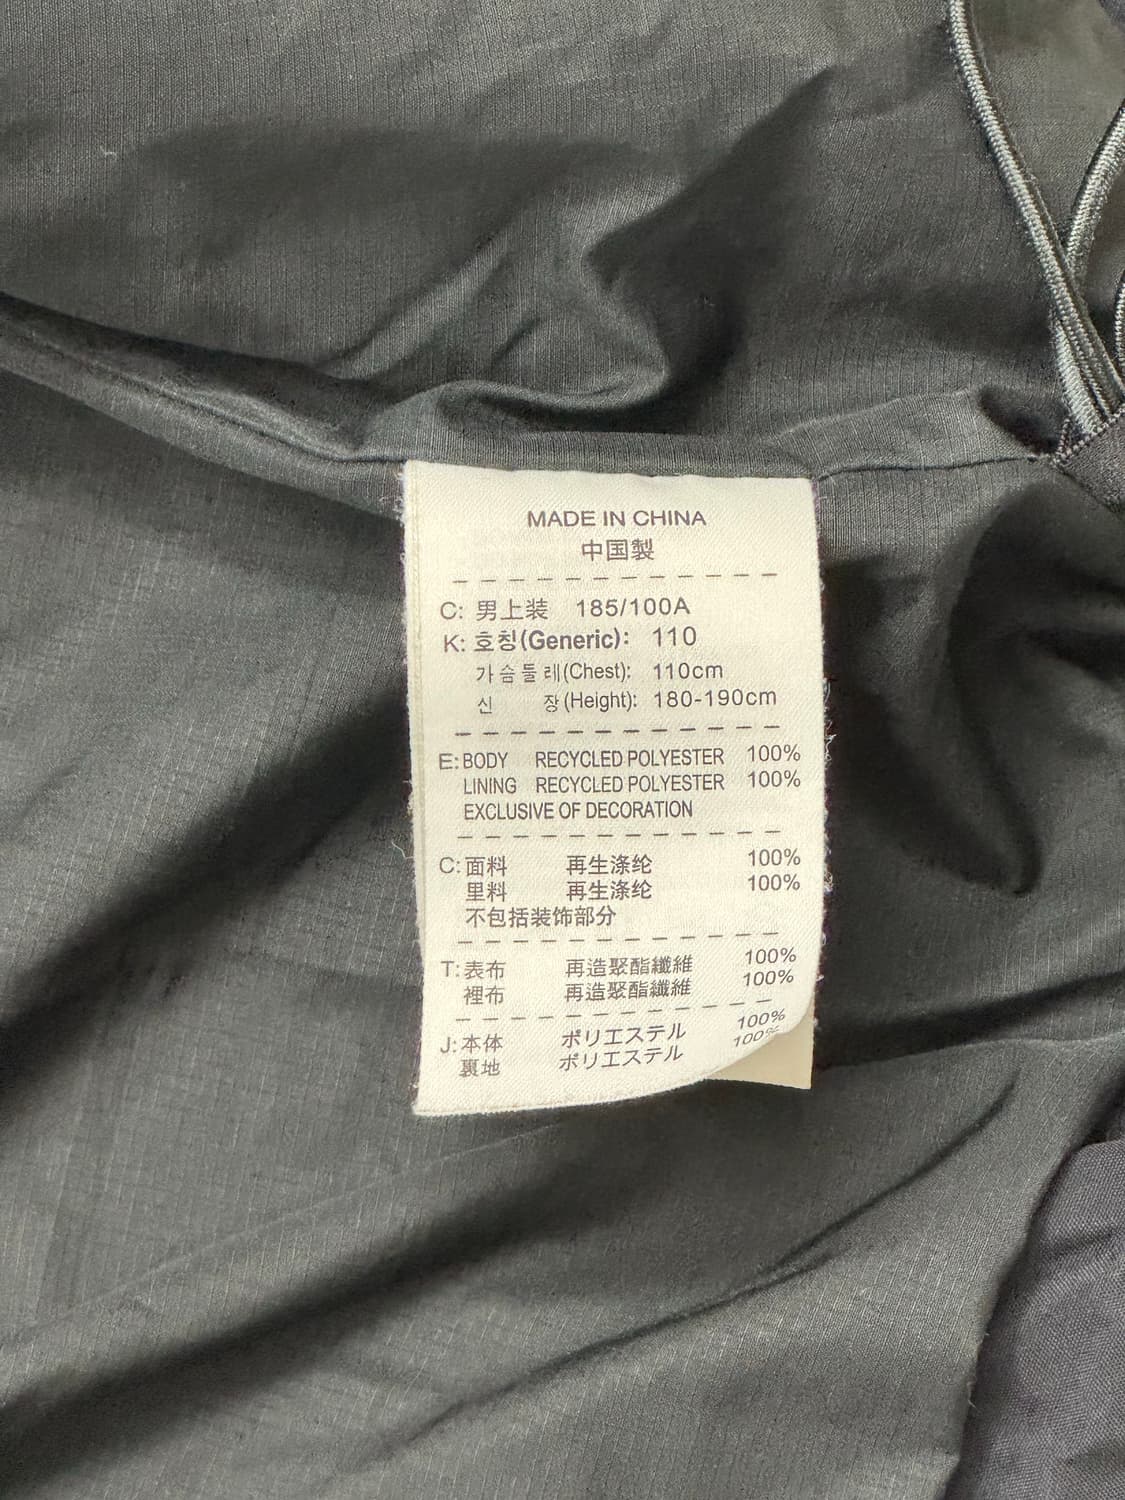 MADE IN CHINA
中国製
C: 男上装 185/100A
K: 호칭(Generic): 110
가슴둘레(Chest): 110cm
신 장(Height): 180-190cm
E: BODY RECYCLED POLYESTER 100%
LINING RECYCLED POLYESTER 100%
EXCLUSIVE OF DECORATION
C: 面料 再生涤纶 100%
里料 再生涤纶 100%
不包括装饰部分
T: 表布 再造聚酯纖維 100%
裡布 再造聚酯纖維 100%
J: 本体 ポリエステル 100%
裏地 ポリエステル 100%